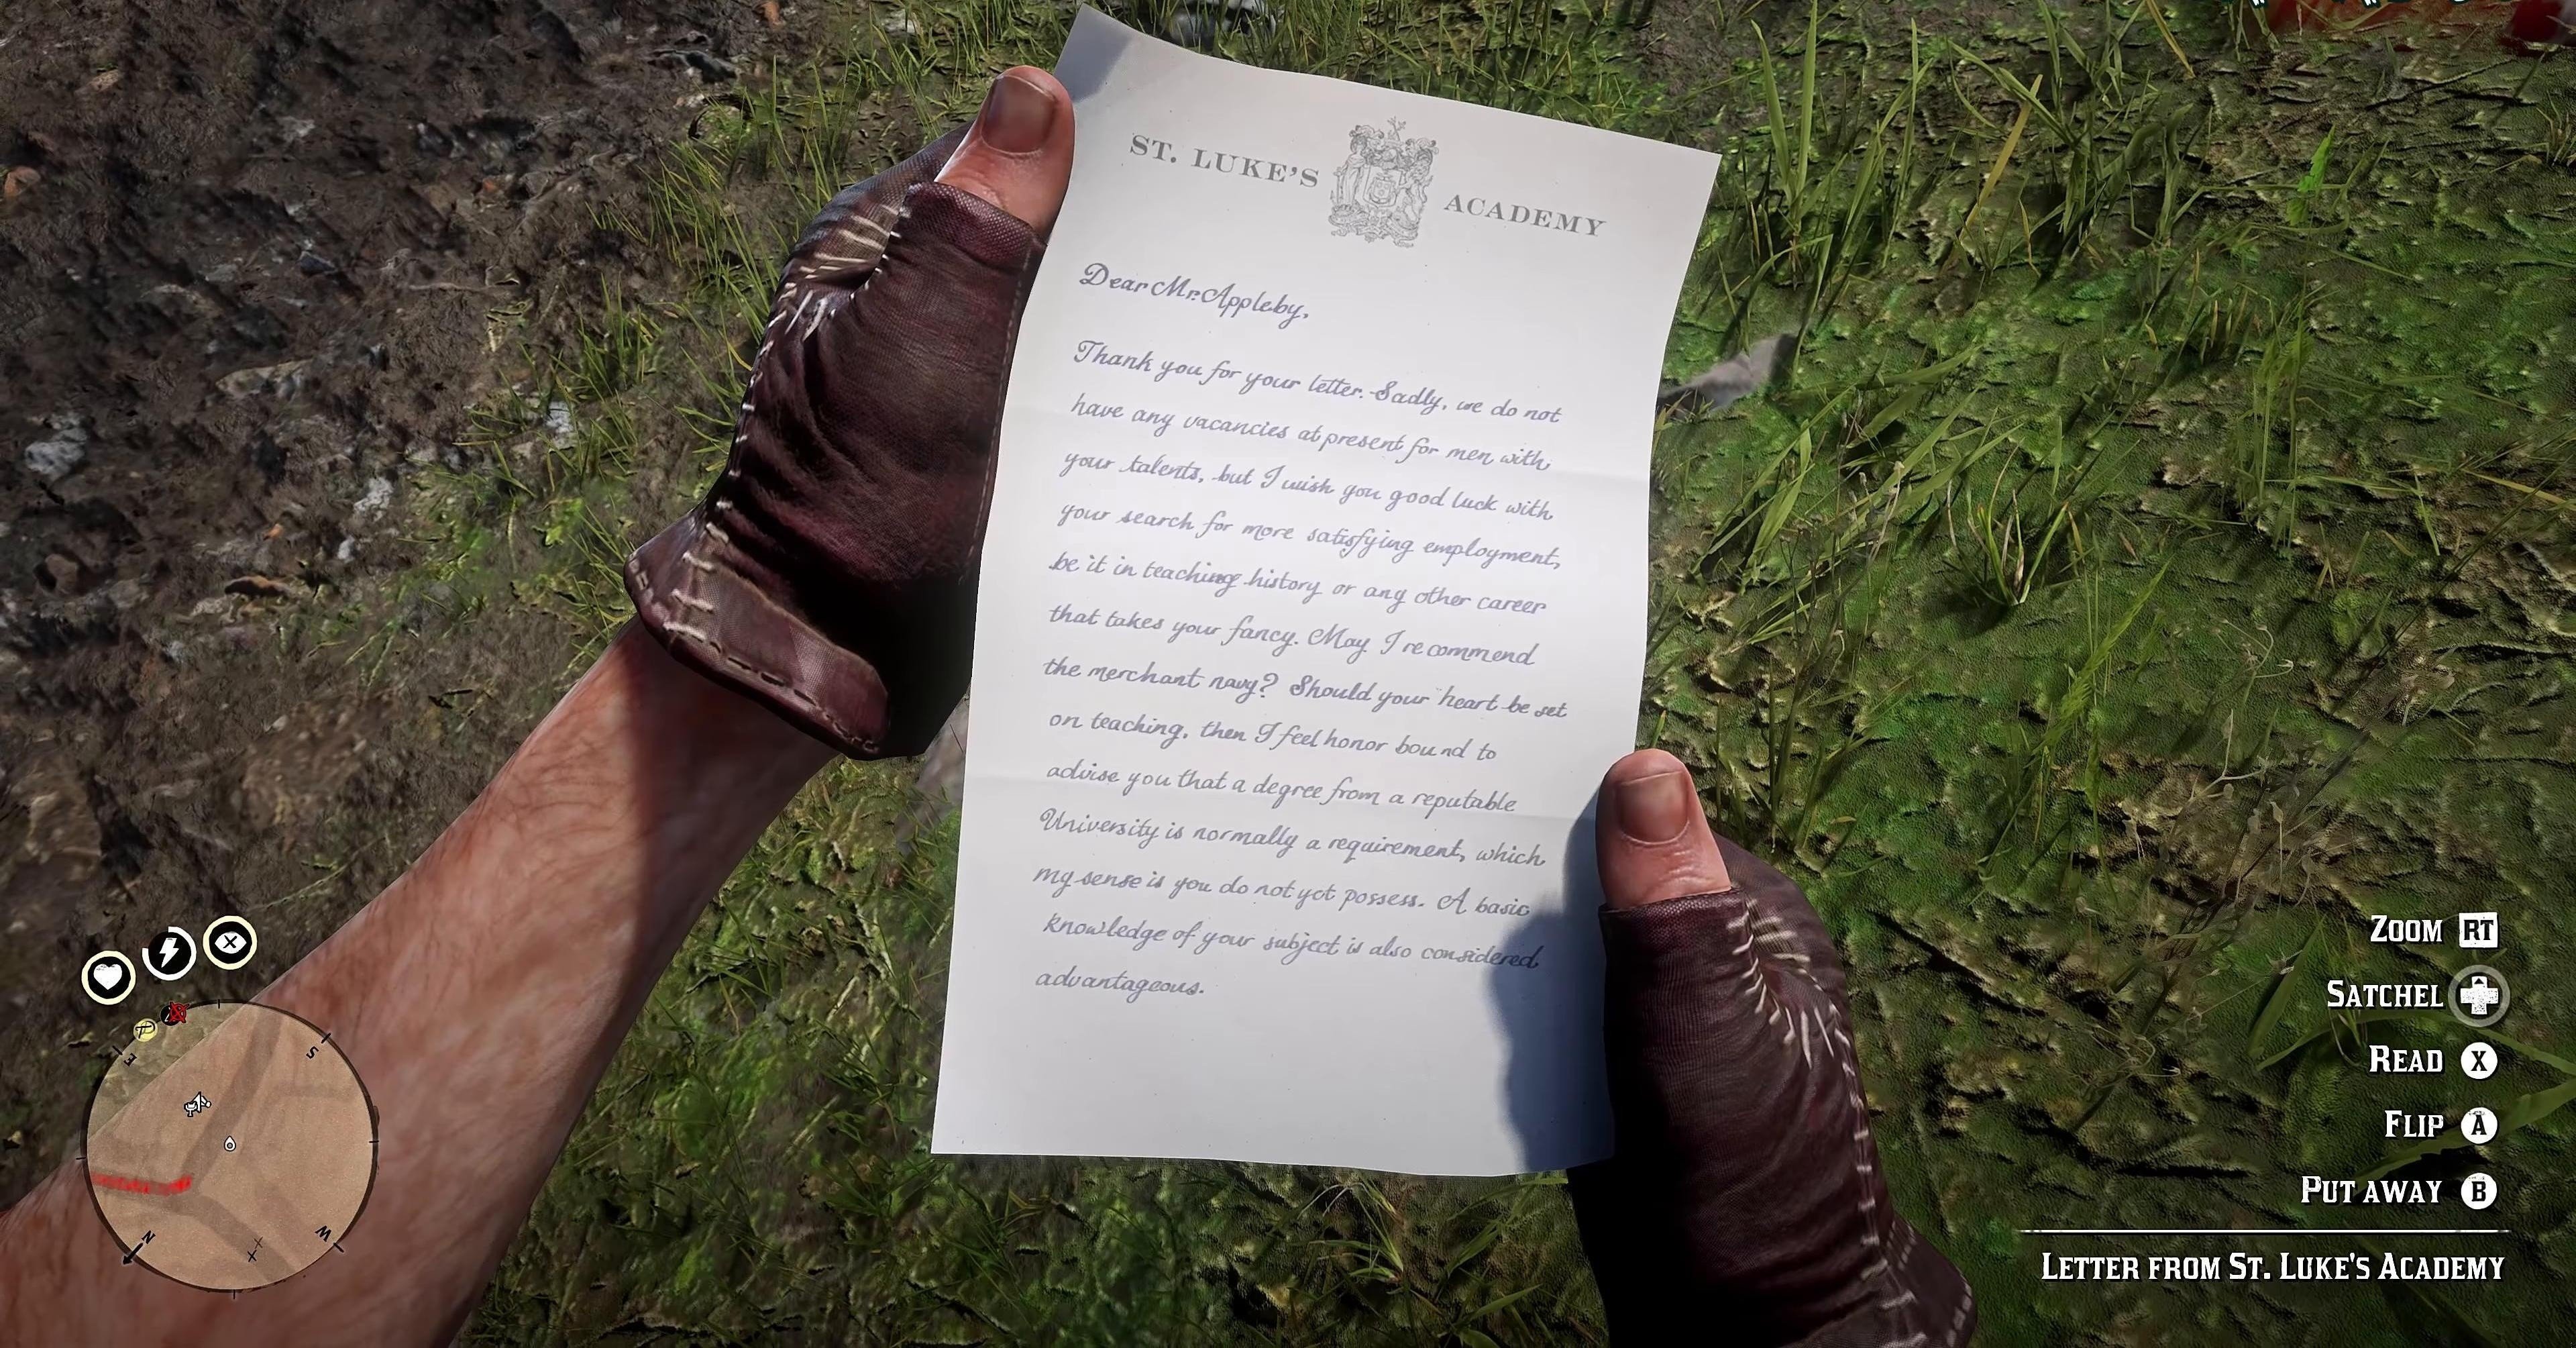 ST. LUKE'S ACADEMY
Dear Mr. Appleby,
Thank you for your letter. Sadly, we do not
have any vacancies at present for men with
your talents, but I wish you good luck with
your search for more satisfying employment,
be it in teaching history or any other career
that takes your fancy. May I recommend
the merchant navy? Should your heart be set
on teaching, then I feel honor bound to
advise you that a degree from a reputable
University is normally a requirement, which
my sense is you do not yet possess. A basic
knowledge of your subject is also considered
advantageous.
E
S
N
W
ZOOM RT
SATCHEL
READ X
FLIP A
PUT AWAY B
LETTER FROM ST. LUKE'S ACADEMY